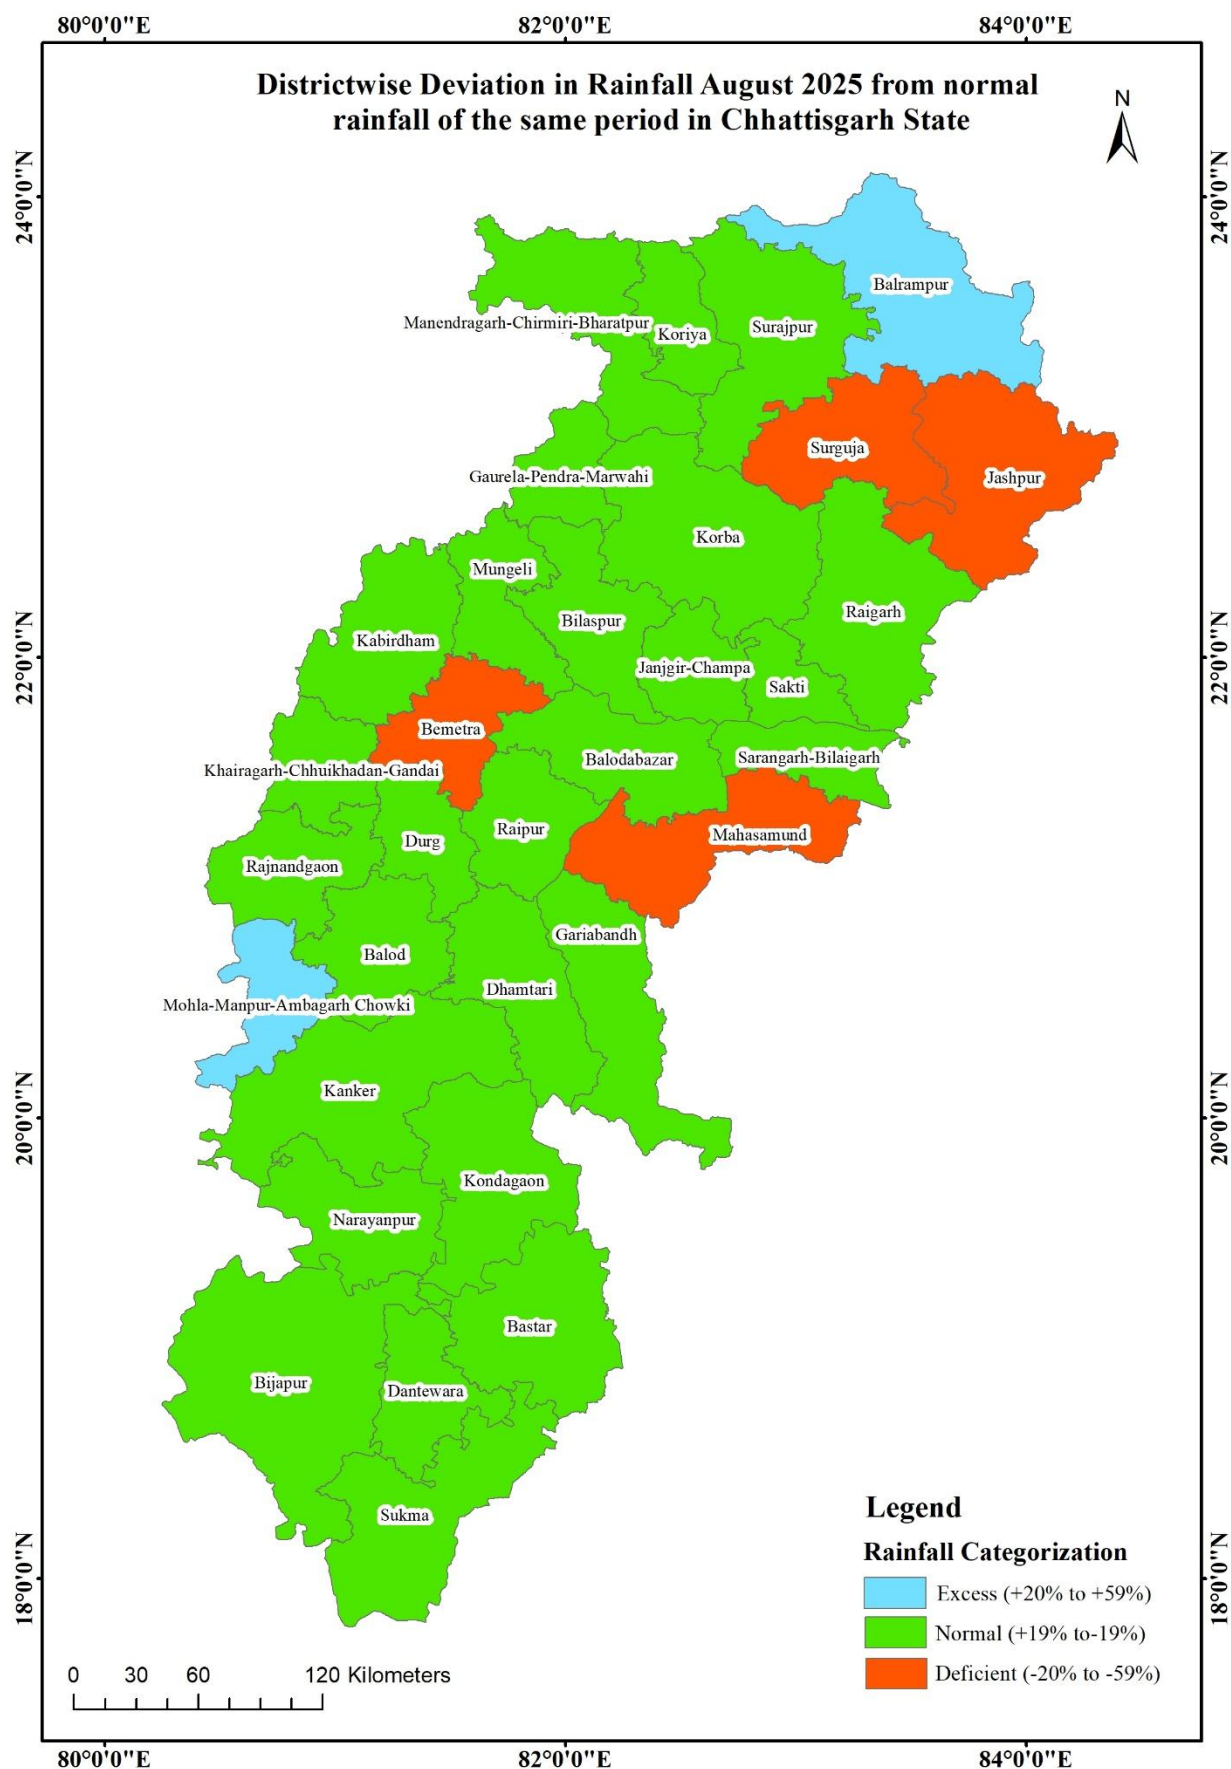 80°0'0"E 82°0'0"E 84°0'0"E
Districtwise Deviation in Rainfall August 2025 from normal
rainfall of the same period in Chhattisgarh State
N
24°0'0"N 24°0'0"N
Balrampur
Manendragarh-Chirmiri-Bharatpur Koriya Surajpur
Surguja
Gaurela-Pendra-Marwahi Jashpur
Korba
Mungeli
Bilaspur Raigarh
Kabirdham
22°0'0"N 22°0'0"N
Janjgir-Champa
Sakti
Bemetra
Balodabazar Sarangarh-Bilaigarh
Khairagarh-Chhuikhadan-Gandai
Raipur Mahasamund
Durg
Rajnandgaon
Gariabandh
Balod
Dhamtari
Mohla-Manpur-Ambagarh Chowki
Kanker
20°0'0"N 20°0'0"N
Kondagaon
Narayanpur
Bastar
Bijapur Dantewara
Sukma
Legend
Rainfall Categorization
18°0'0"N 18°0'0"N
Excess (+20% to +59%)
Normal (+19% to-19%)
Deficient (-20% to -59%)
0 30 60 120 Kilometers
80°0'0"E 82°0'0"E 84°0'0"E